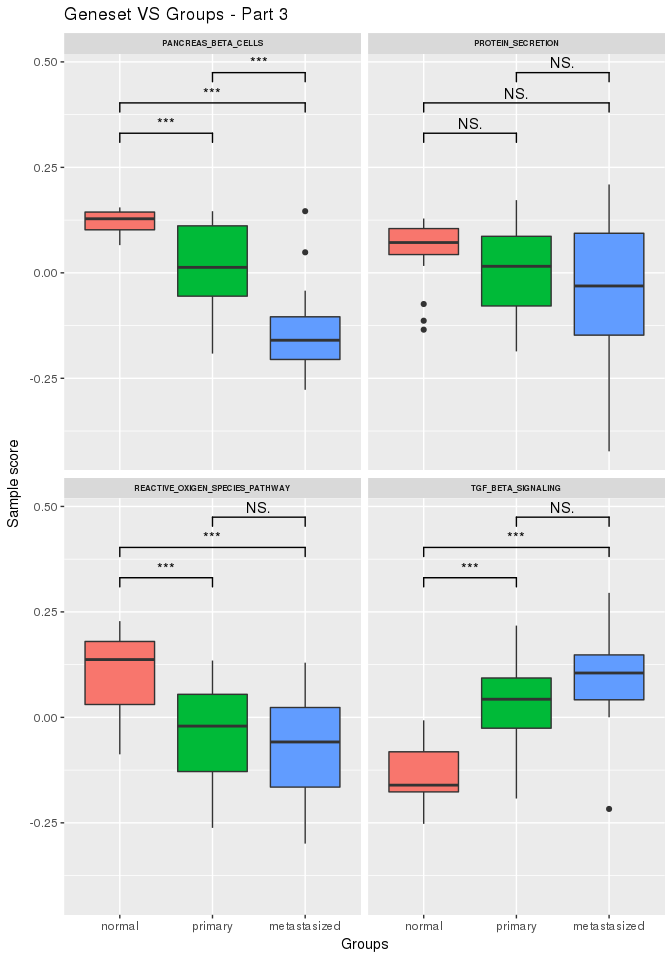 Geneset VS Groups - Part 3
PANCREAS_BETA_CELLS
PROTEIN_SECRETION
0.50
0.25
0.00
-0.25
***
***
***
NS.
NS.
NS.
Sample score
REACTIVE_OXIGEN_SPECIES_PATHWAY
TGF_BETA_SIGNALING
0.50
0.25
0.00
-0.25
NS.
***
***
NS.
***
***
normal primary metastasized
normal primary metastasized
Groups